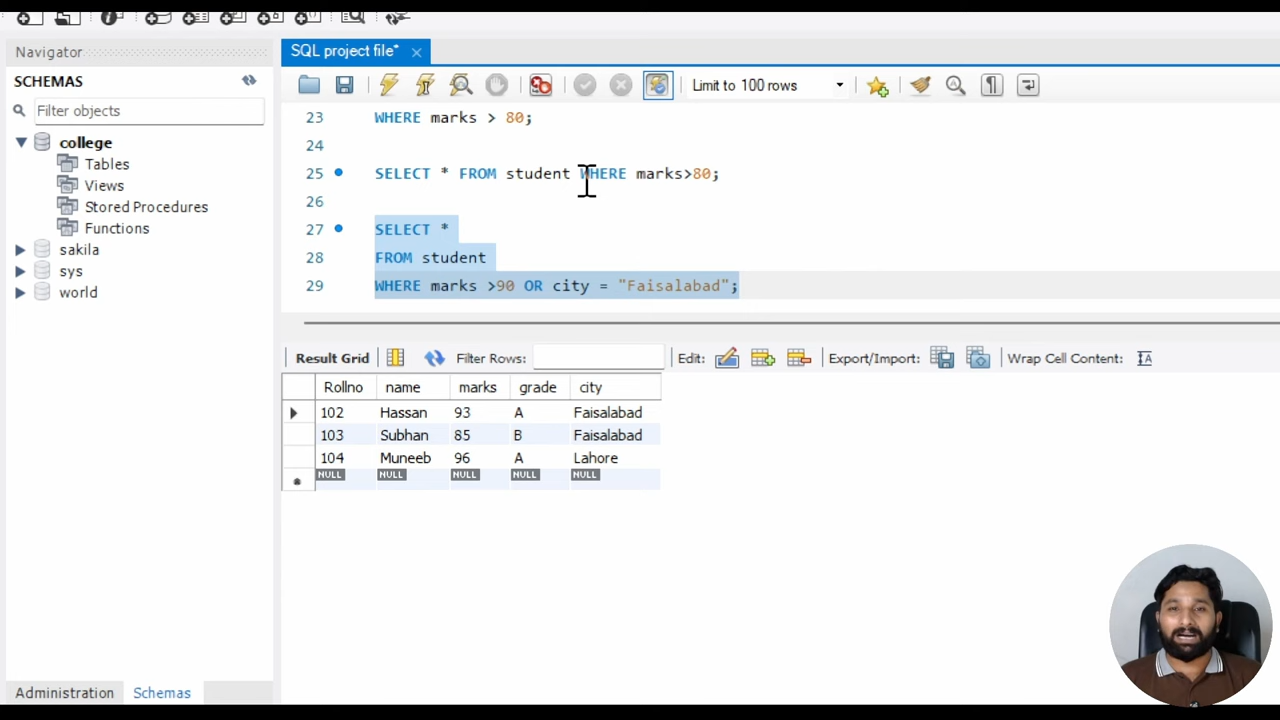 Navigator
SQL project file*
SCHEMAS
Limit to 100 rows
Filter objects
college
Tables
Views
Stored Procedures
Functions
sakila
sys
world
23 WHERE marks > 80;
24
25 SELECT * FROM student WHERE marks>80;
26
27 SELECT *
28 FROM student
29 WHERE marks >90 OR city = "Faisalabad";
Result Grid Filter Rows: Edit: Export/Import: Wrap Cell Content: IA
Rollno name marks grade city
102 Hassan 93 A Faisalabad
103 Subhan 85 B Faisalabad
104 Muneeb 96 A Lahore
NULL NULL NULL NULL NULL
Administration Schemas